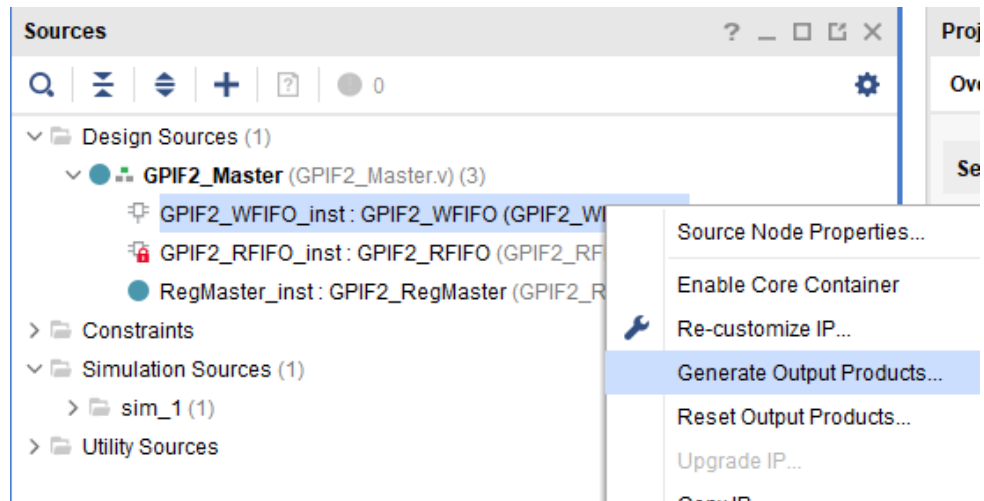 Sources
? 
0
Design Sources (1)
GPIF2_Master (GPIF2_Master.v) (3)
GPIF2_WFIFO_inst : GPIF2_WFIFO (GPIF2_WI
GPIF2_RFIFO_inst : GPIF2_RFIFO (GPIF2_RF
RegMaster_inst : GPIF2_RegMaster (GPIF2_R
Constraints
Simulation Sources (1)
sim_1 (1)
Utility Sources
Source Node Properties...
Enable Core Container
Re-customize IP...
Generate Output Products...
Reset Output Products...
Upgrade IP...
Proj
Ove
Se